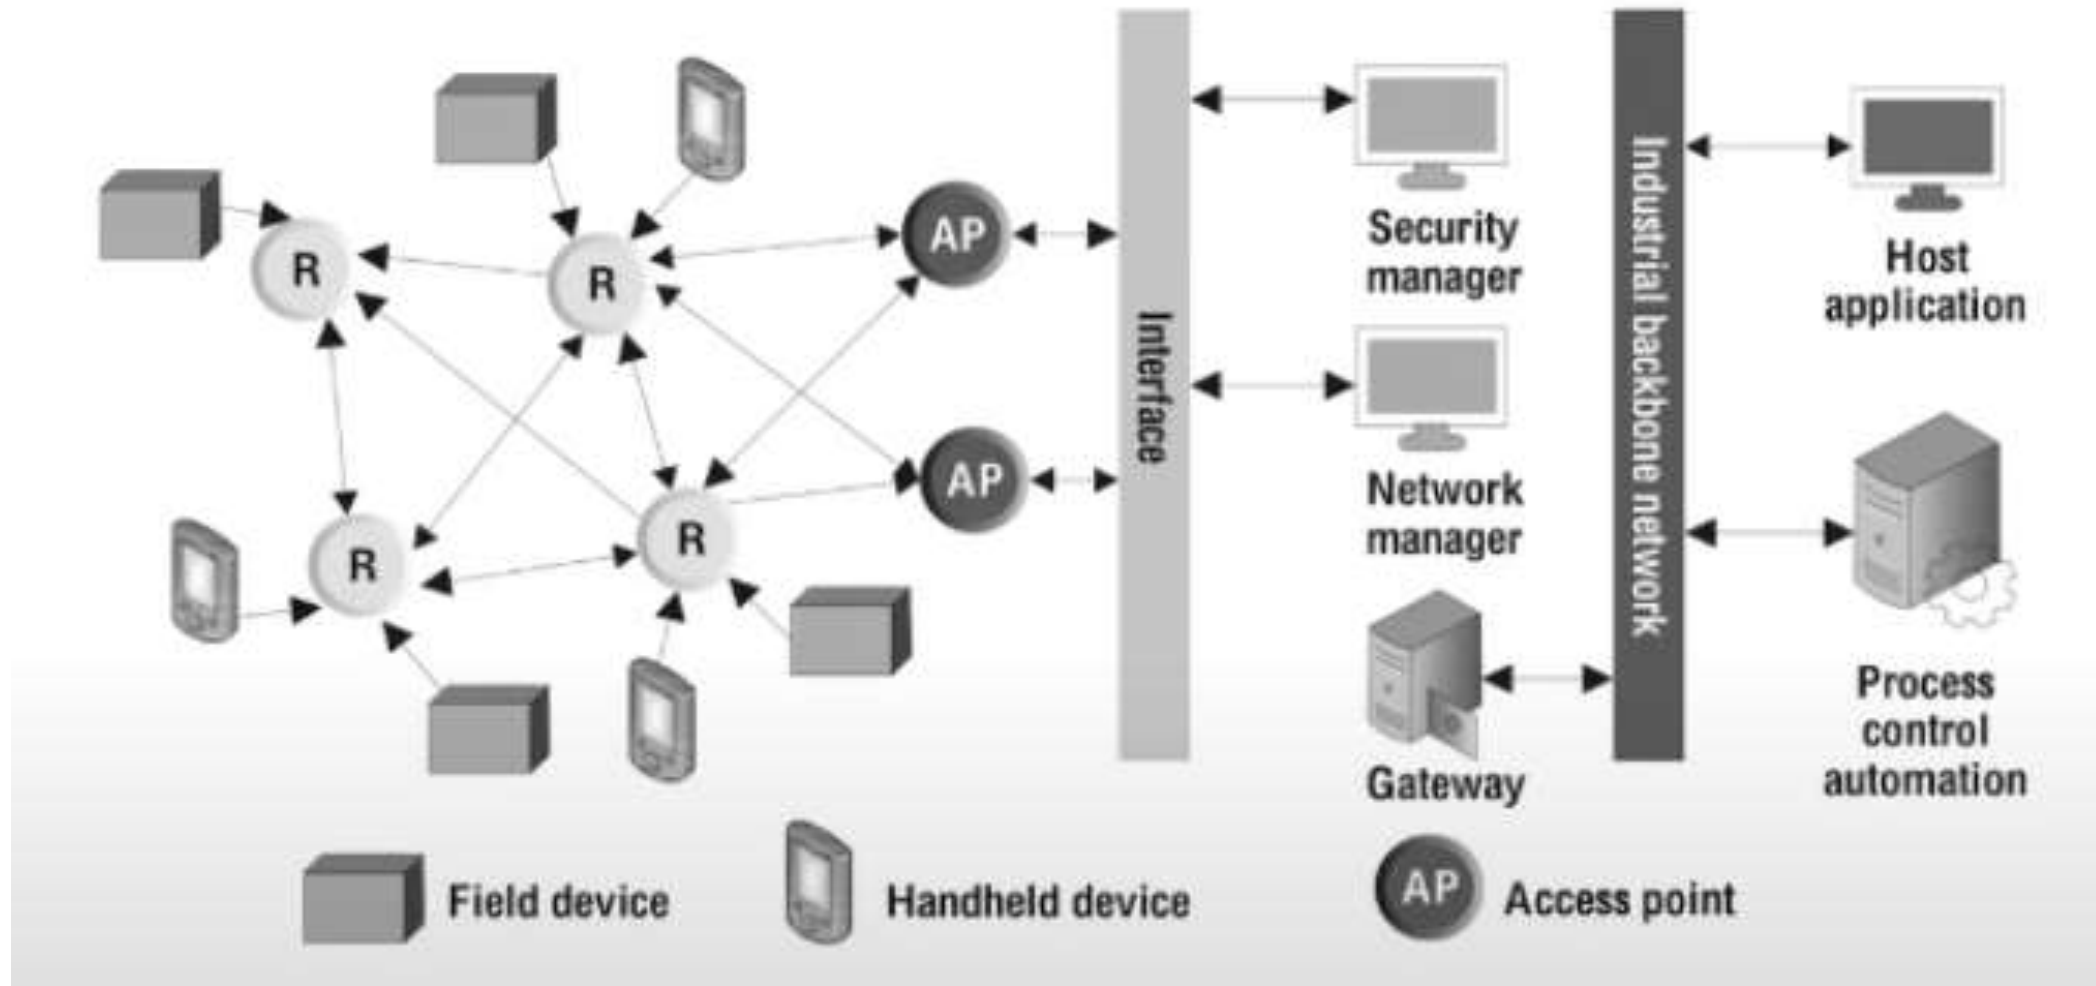 R
R
R
R
AP
AP
Interface
Security
manager
Network
manager
Gateway
Industrial backbone network
Host
application
Process
control
automation
Field device
Handheld device
AP
Access point